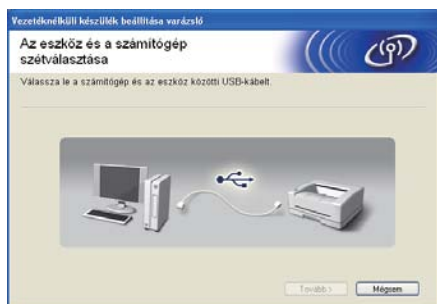 Vezetéknélküli készülék beállítása varázsló
Az eszköz és a számítógép
szétválasztása
Válassza le a számítógép és az eszköz közötti USB-kábelt.
Tovább >
Mégsem